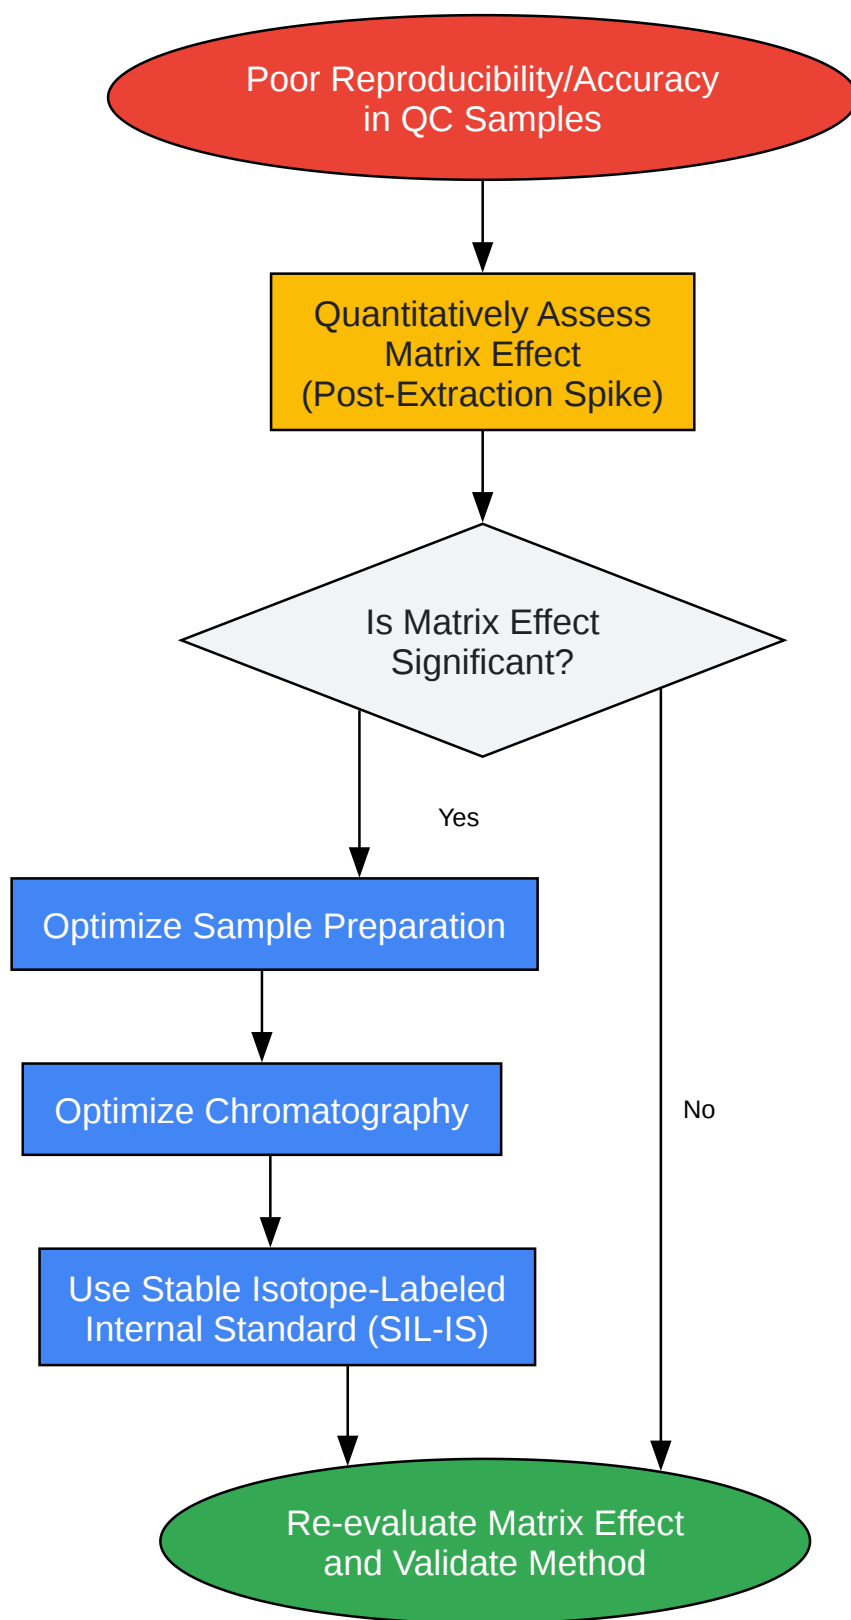 Poor Reproducibility/Accuracy
in QC Samples
Quantitatively Assess
Matrix Effect
(Post-Extraction Spike)
Is Matrix Effect
Significant?
Yes
Optimize Sample Preparation
Optimize Chromatography
No
Use Stable Isotope-Labeled
Internal Standard (SIL-IS)
Re-evaluate Matrix Effect
and Validate Method